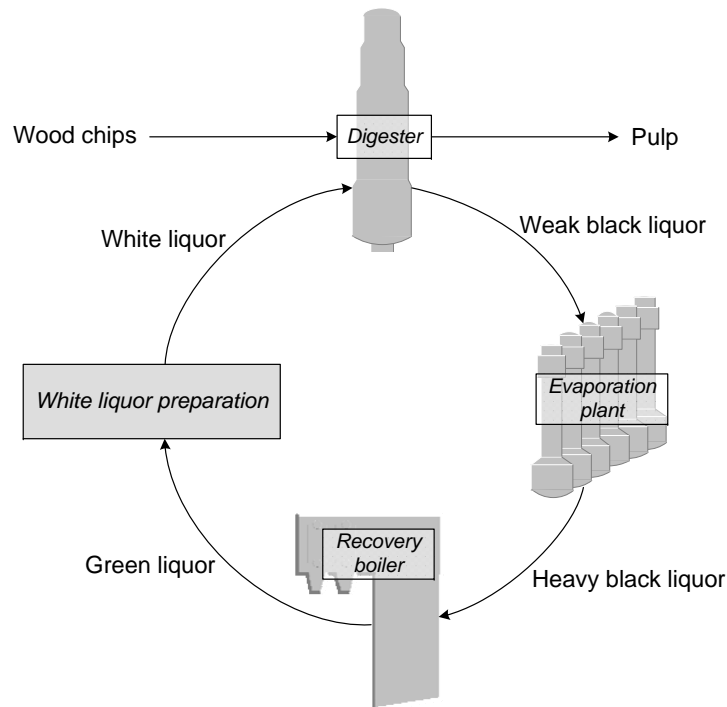 Wood chips
Digester
Pulp
White liquor
Weak black liquor
White liquor preparation
Evaporation
plant
Green liquor
Recovery
boiler
Heavy black liquor